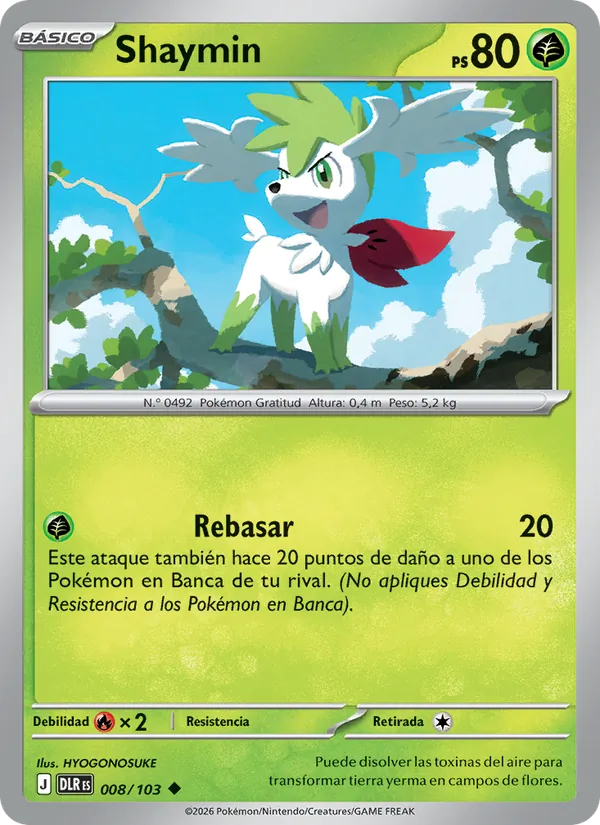 BÁSICO
Shaymin
PS 80
N.º 0492 Pokémon Gratitud Altura: 0,4 m Peso: 5,2 kg
Rebasar 20
Este ataque también hace 20 puntos de daño a uno de los
Pokémon en Banca de tu rival. (No apliques Debilidad y
Resistencia a los Pokémon en Banca).
Debilidad × 2 Resistencia Retirada
Ilus. HYOGONOSUKE
J DLR ES 008/103
Puede disolver las toxinas del aire para
transformar tierra yerma en campos de flores.
©2026 Pokémon/Nintendo/Creatures/GAME FREAK